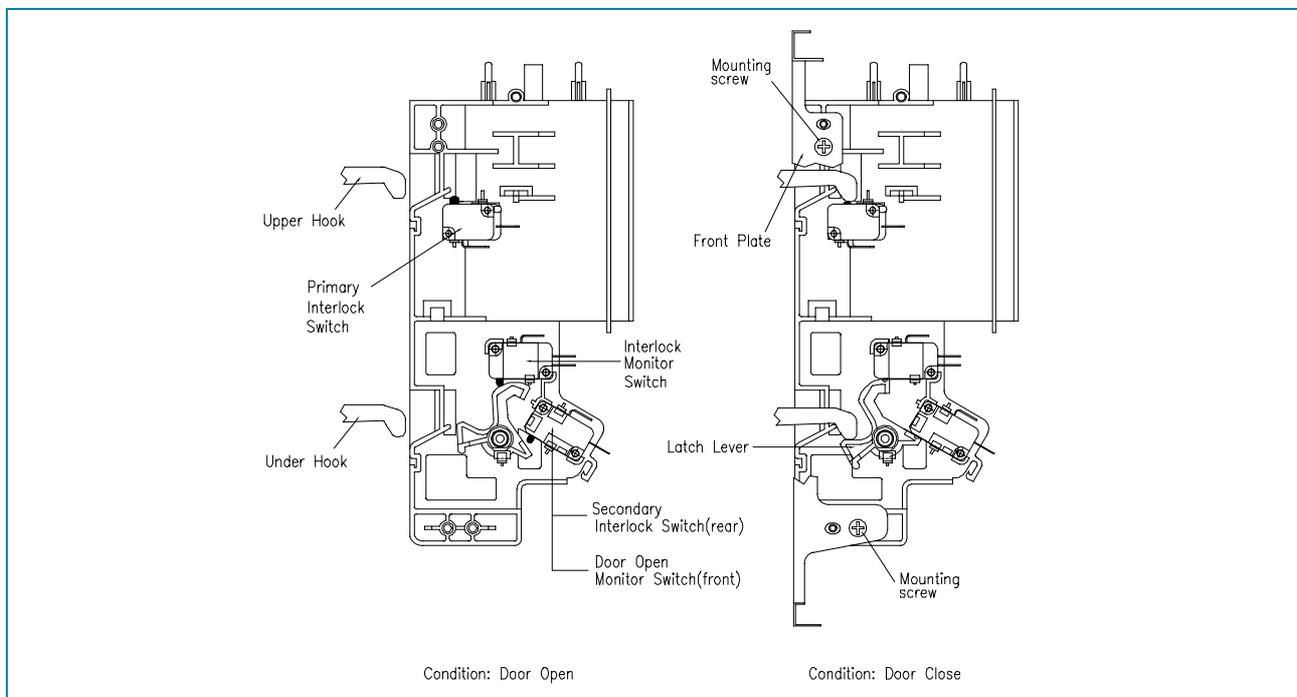 Mounting
screw
Upper Hook
Front Plate
Primary
Interlock
Switch
Interlock
Monitor
Switch
Under Hook
Latch Lever
Secondary
Interlock Switch(rear)
Door Open
Monitor Switch(front)
Mounting
screw
Condition: Door Open
Condition: Door Close